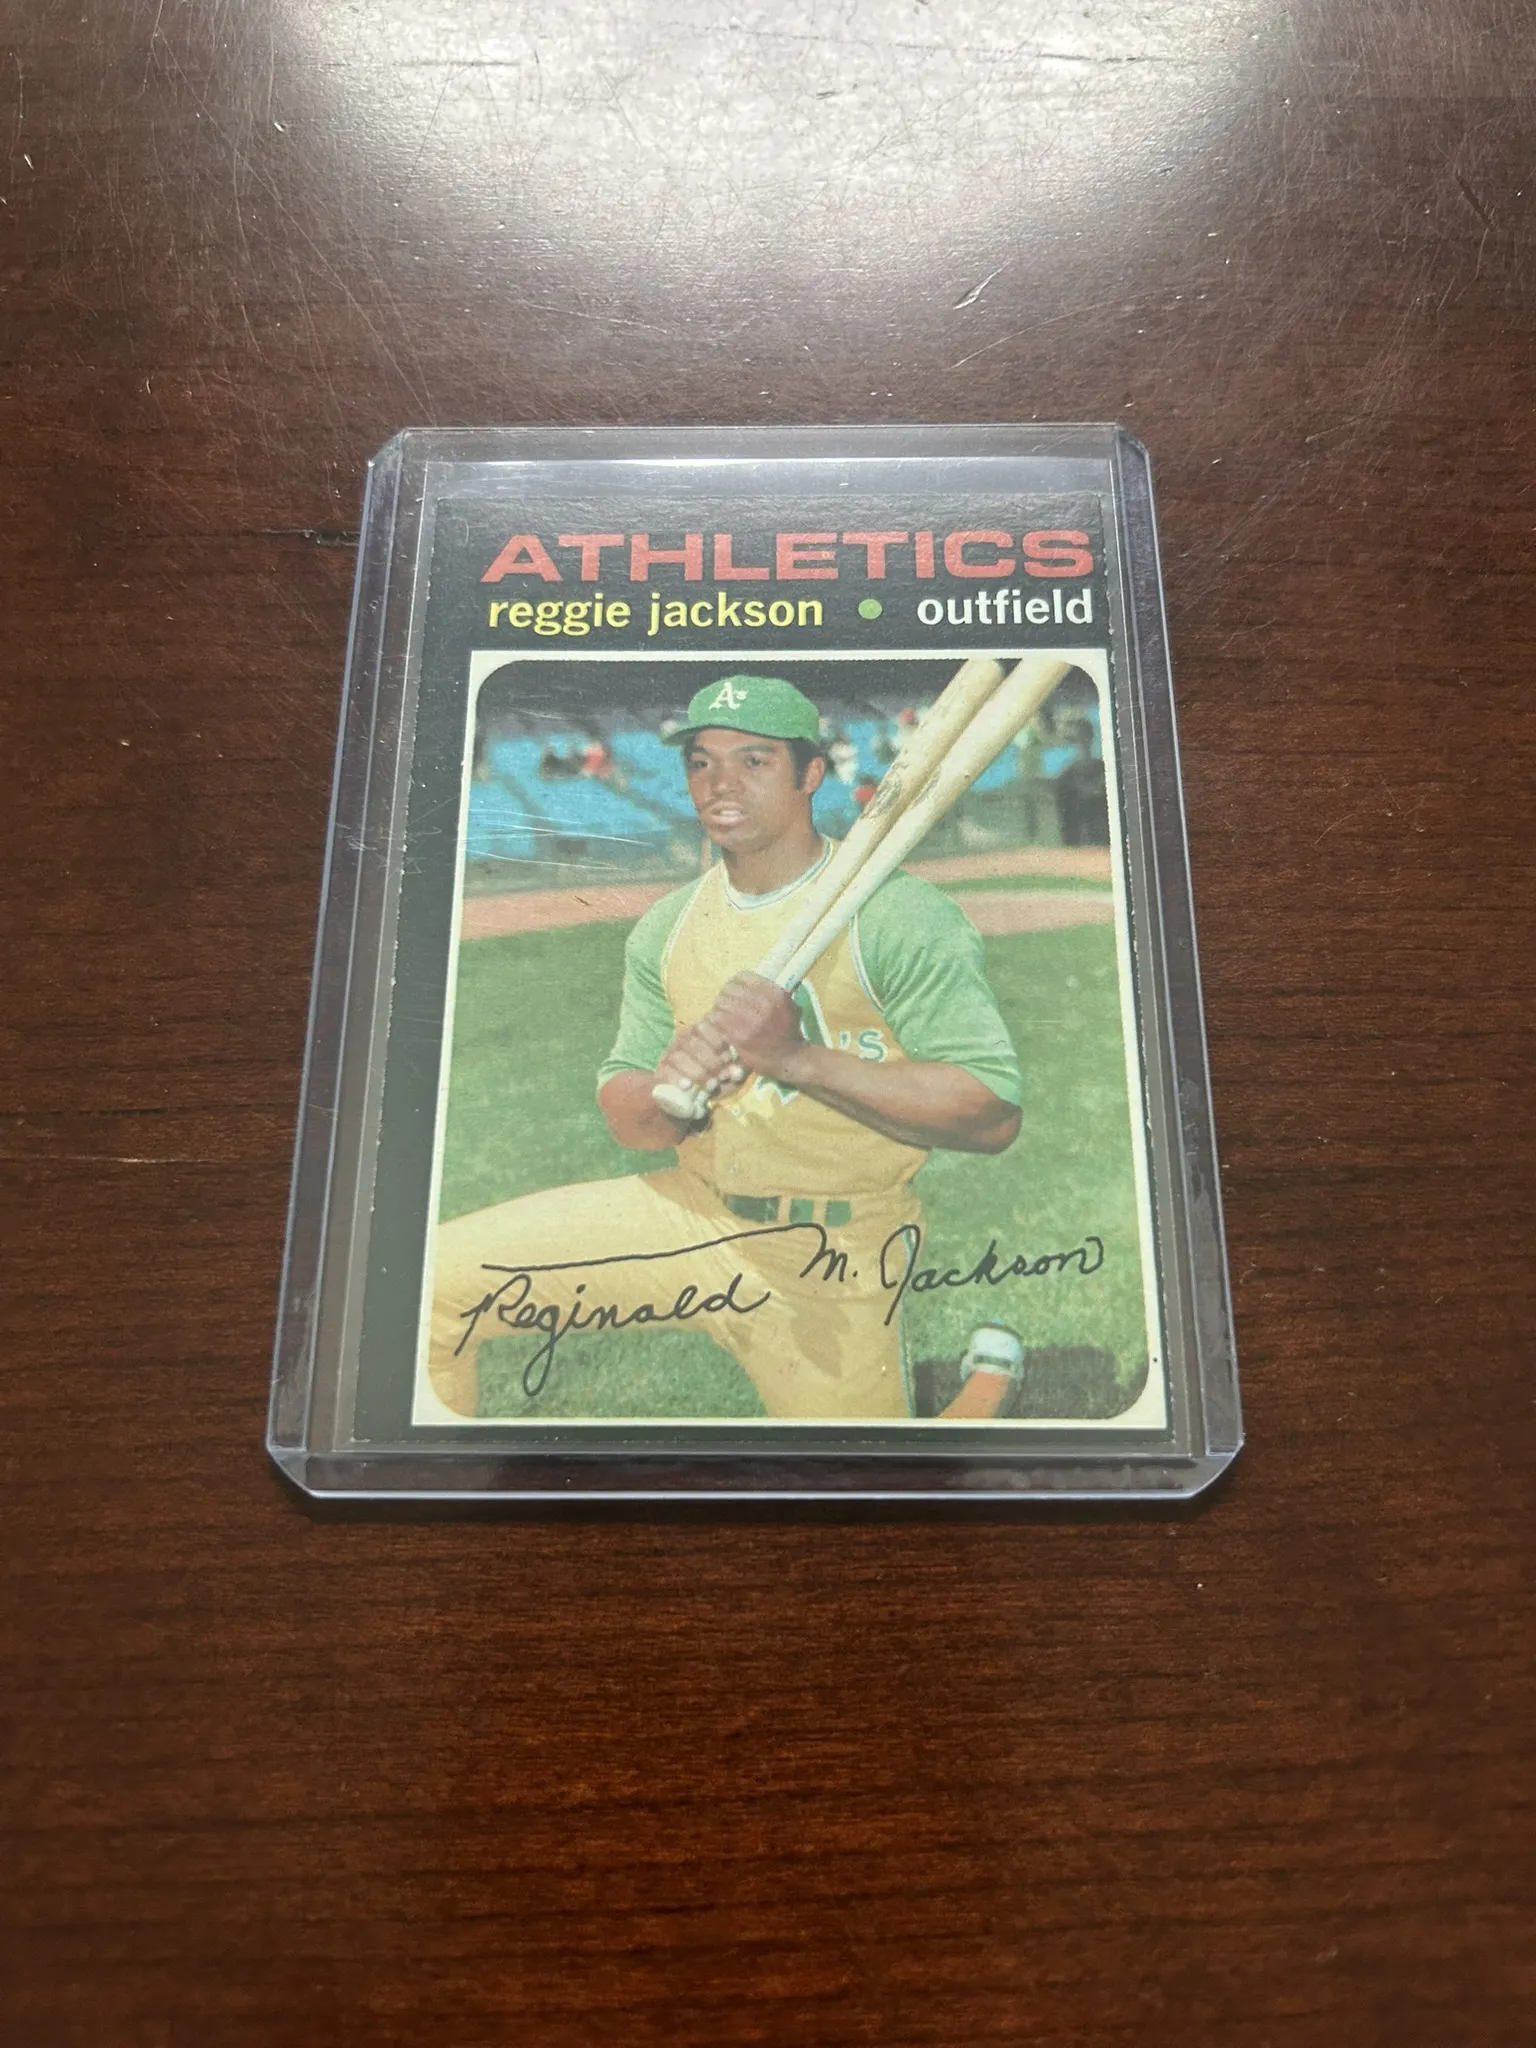 ATHLETICS
reggie jackson • outfield
A's
's
Reginald M. Jackson